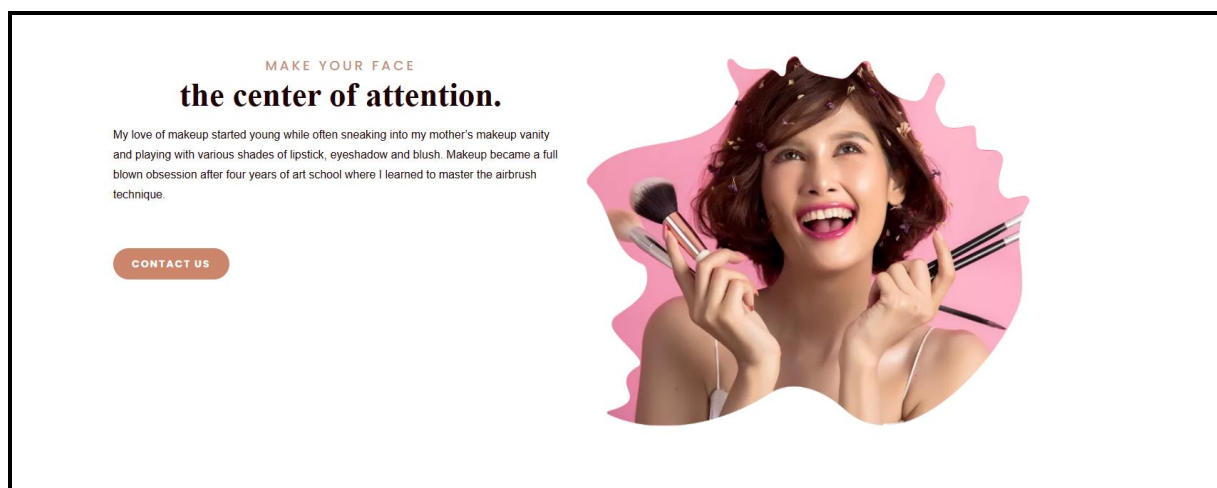 MAKE YOUR FACE
the center of attention.
My love of makeup started young while often sneaking into my mother's makeup vanity
and playing with various shades of lipstick, eyeshadow and blush. Makeup became a full
blown obsession after four years of art school where I learned to master the airbrush
technique.
CONTACT US